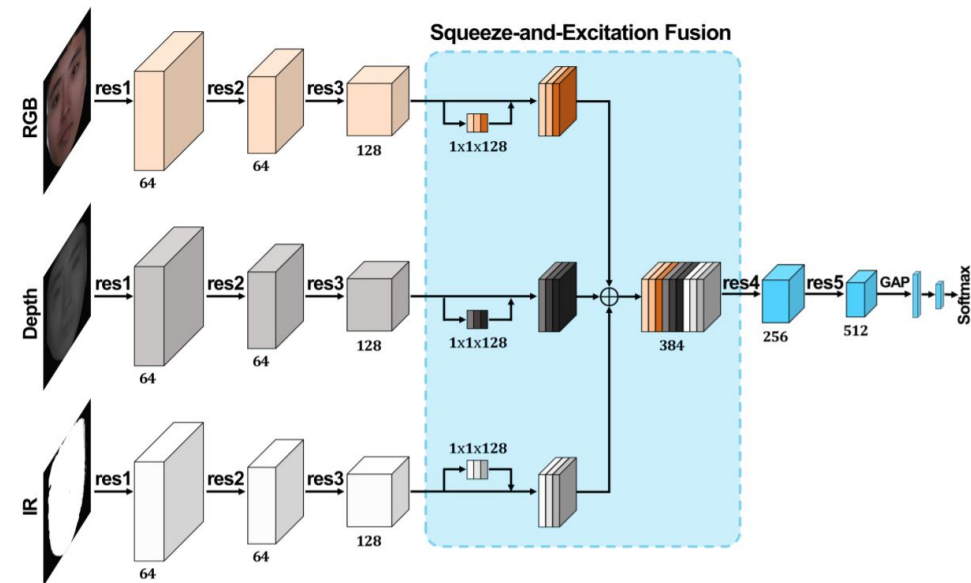 Squeeze-and-Excitation Fusion
RGB
res1
64
res2
64
res3
128
1x1x128
Depth
res1
64
res2
64
res3
128
1x1x128
384
res4
256
res5
512
GAP
Softmax
IR
res1
64
res2
64
res3
128
1x1x128